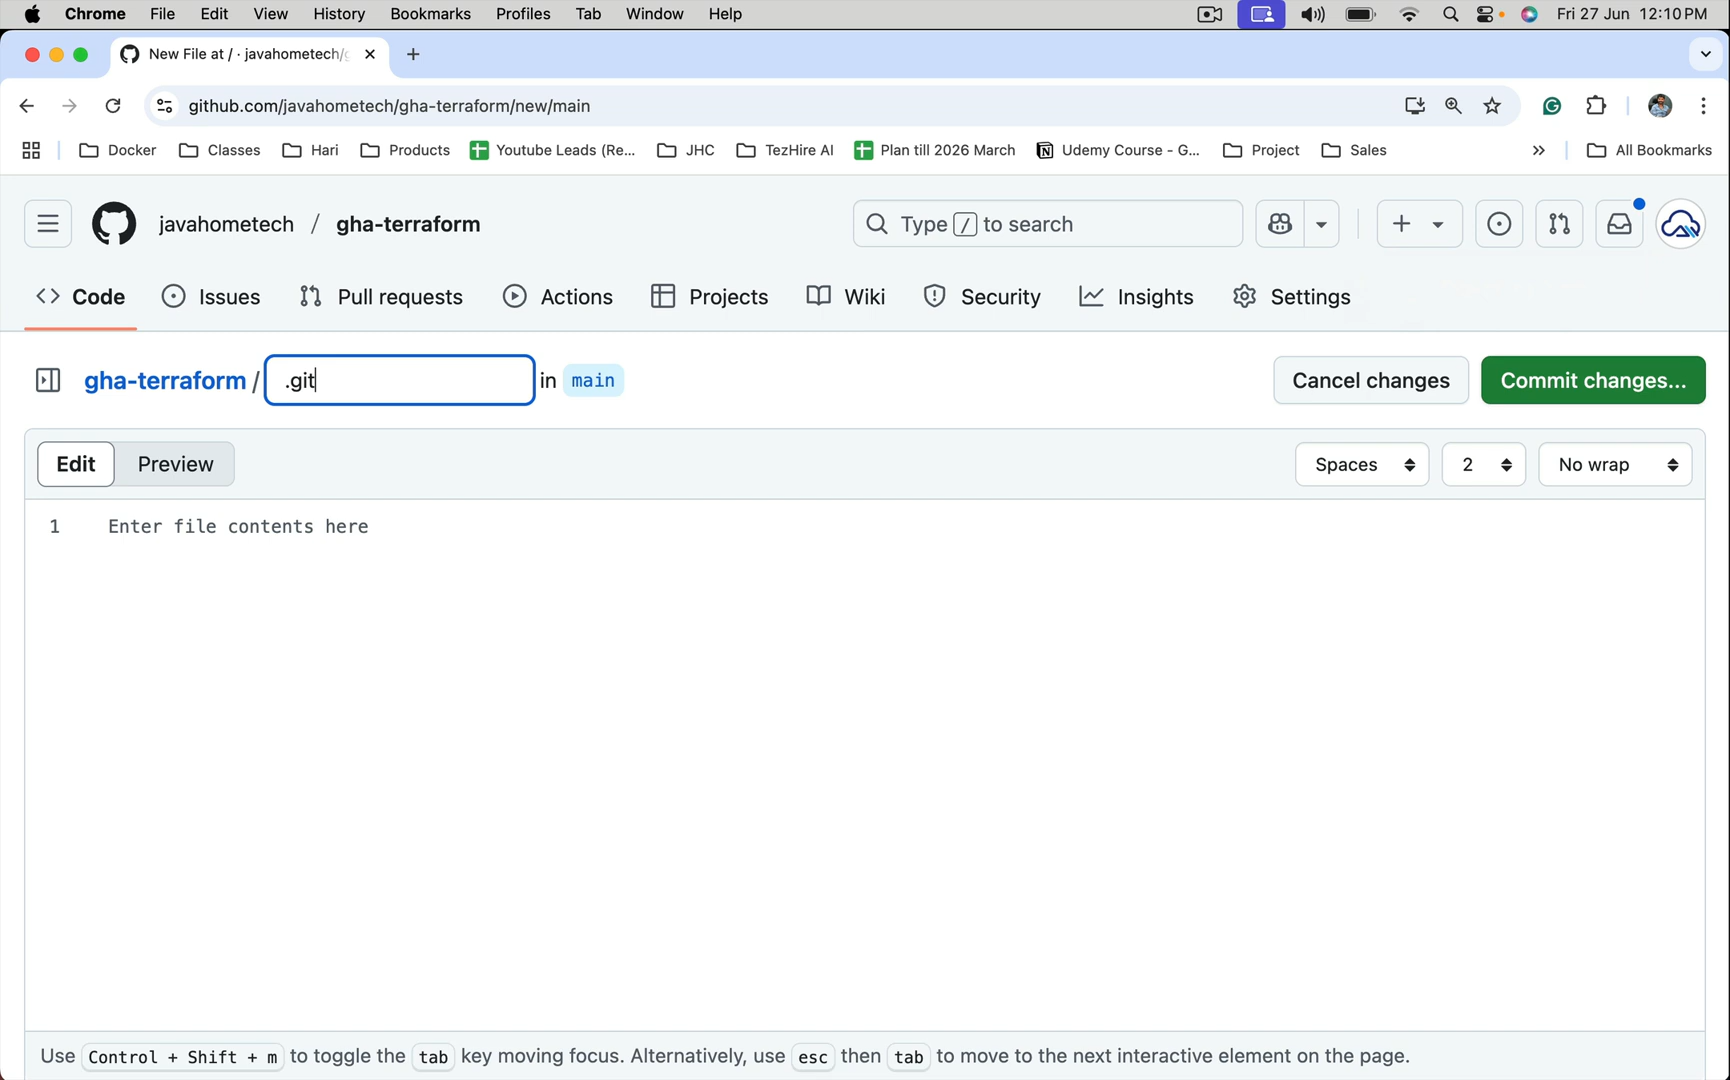 Chrome File Edit View History Bookmarks Profiles Tab Window Help Fri 27 Jun 12:10 PM
New File at / · javahometech/g
github.com/javahometech/gha-terraform/new/main
Docker Classes Hari Products Youtube Leads (Re... JHC TezHire AI Plan till 2026 March Udemy Course - G... Project Sales » All Bookmarks
javahometech / gha-terraform Type / to search
Code Issues Pull requests Actions Projects Wiki Security Insights Settings
gha-terraform / .git in main Cancel changes Commit changes...
Edit Preview Spaces 2 No wrap
1 Enter file contents here
Use Control + Shift + m to toggle the tab key moving focus. Alternatively, use esc then tab to move to the next interactive element on the page.